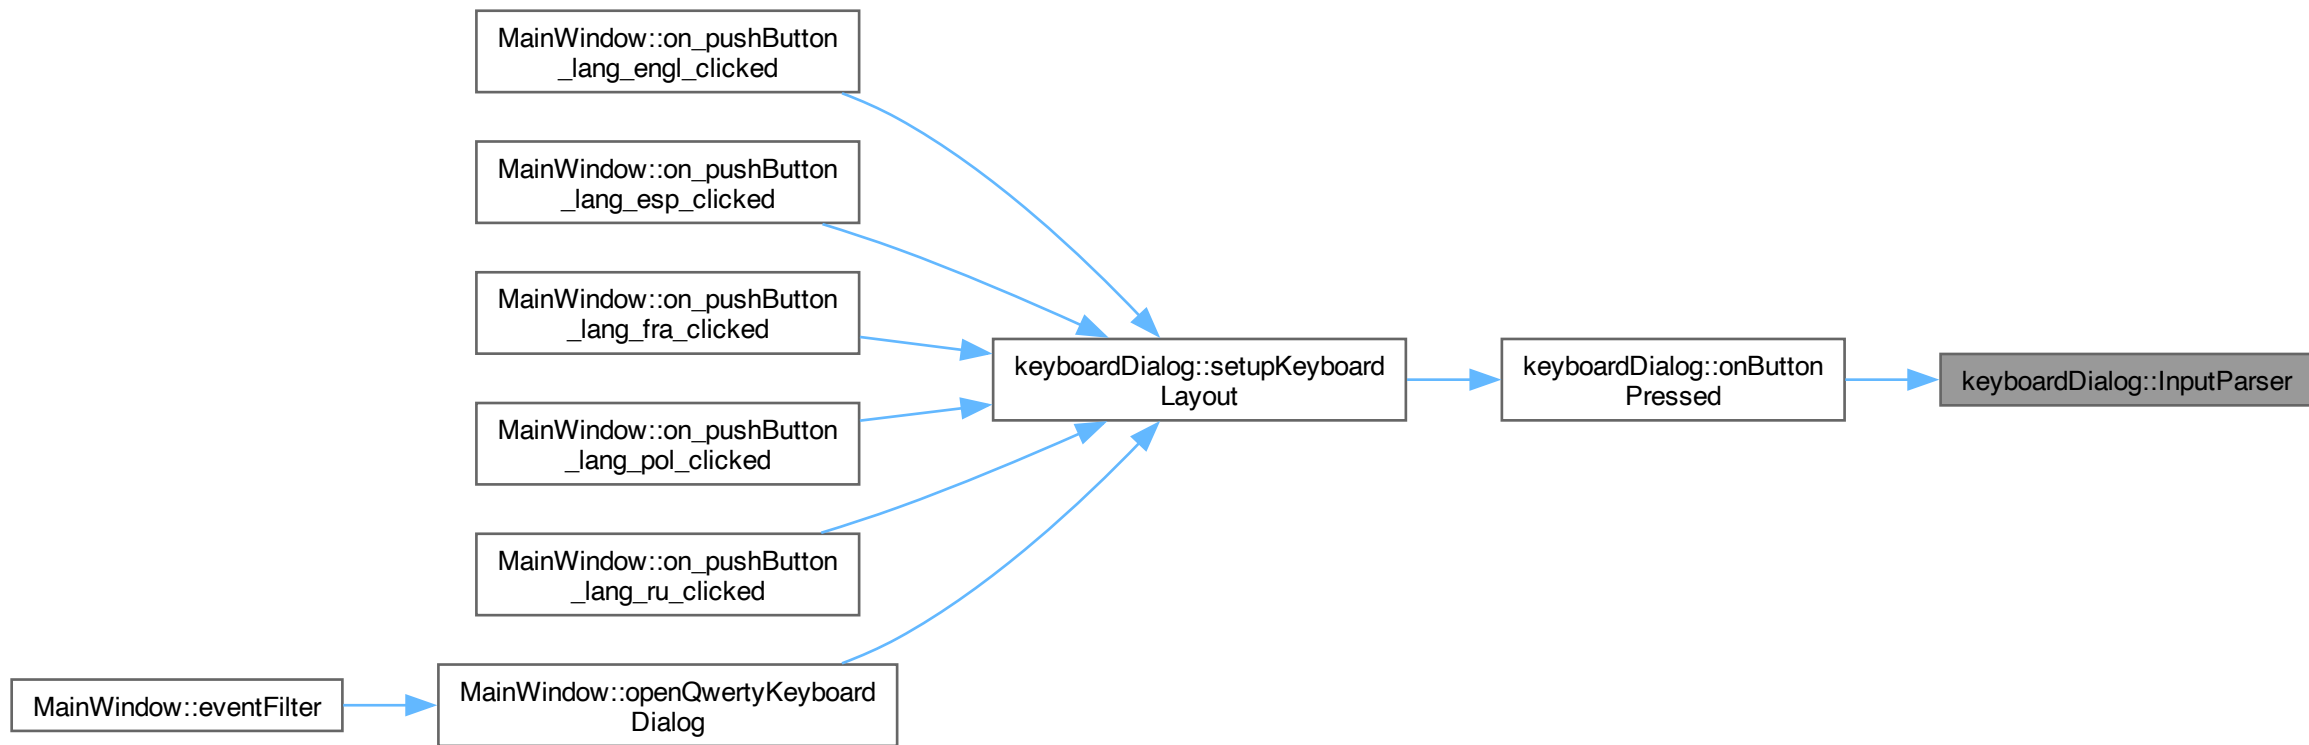 MainWindow::on_pushButton
_lang_engl_clicked
MainWindow::on_pushButton
_lang_esp_clicked
MainWindow::on_pushButton
_lang_fra_clicked
MainWindow::on_pushButton
_lang_pol_clicked
MainWindow::on_pushButton
_lang_ru_clicked
MainWindow::eventFilter
MainWindow::openQwertyKeyboard
Dialog
keyboardDialog::setupKeyboard
Layout
keyboardDialog::onButton
Pressed
keyboardDialog::InputParser